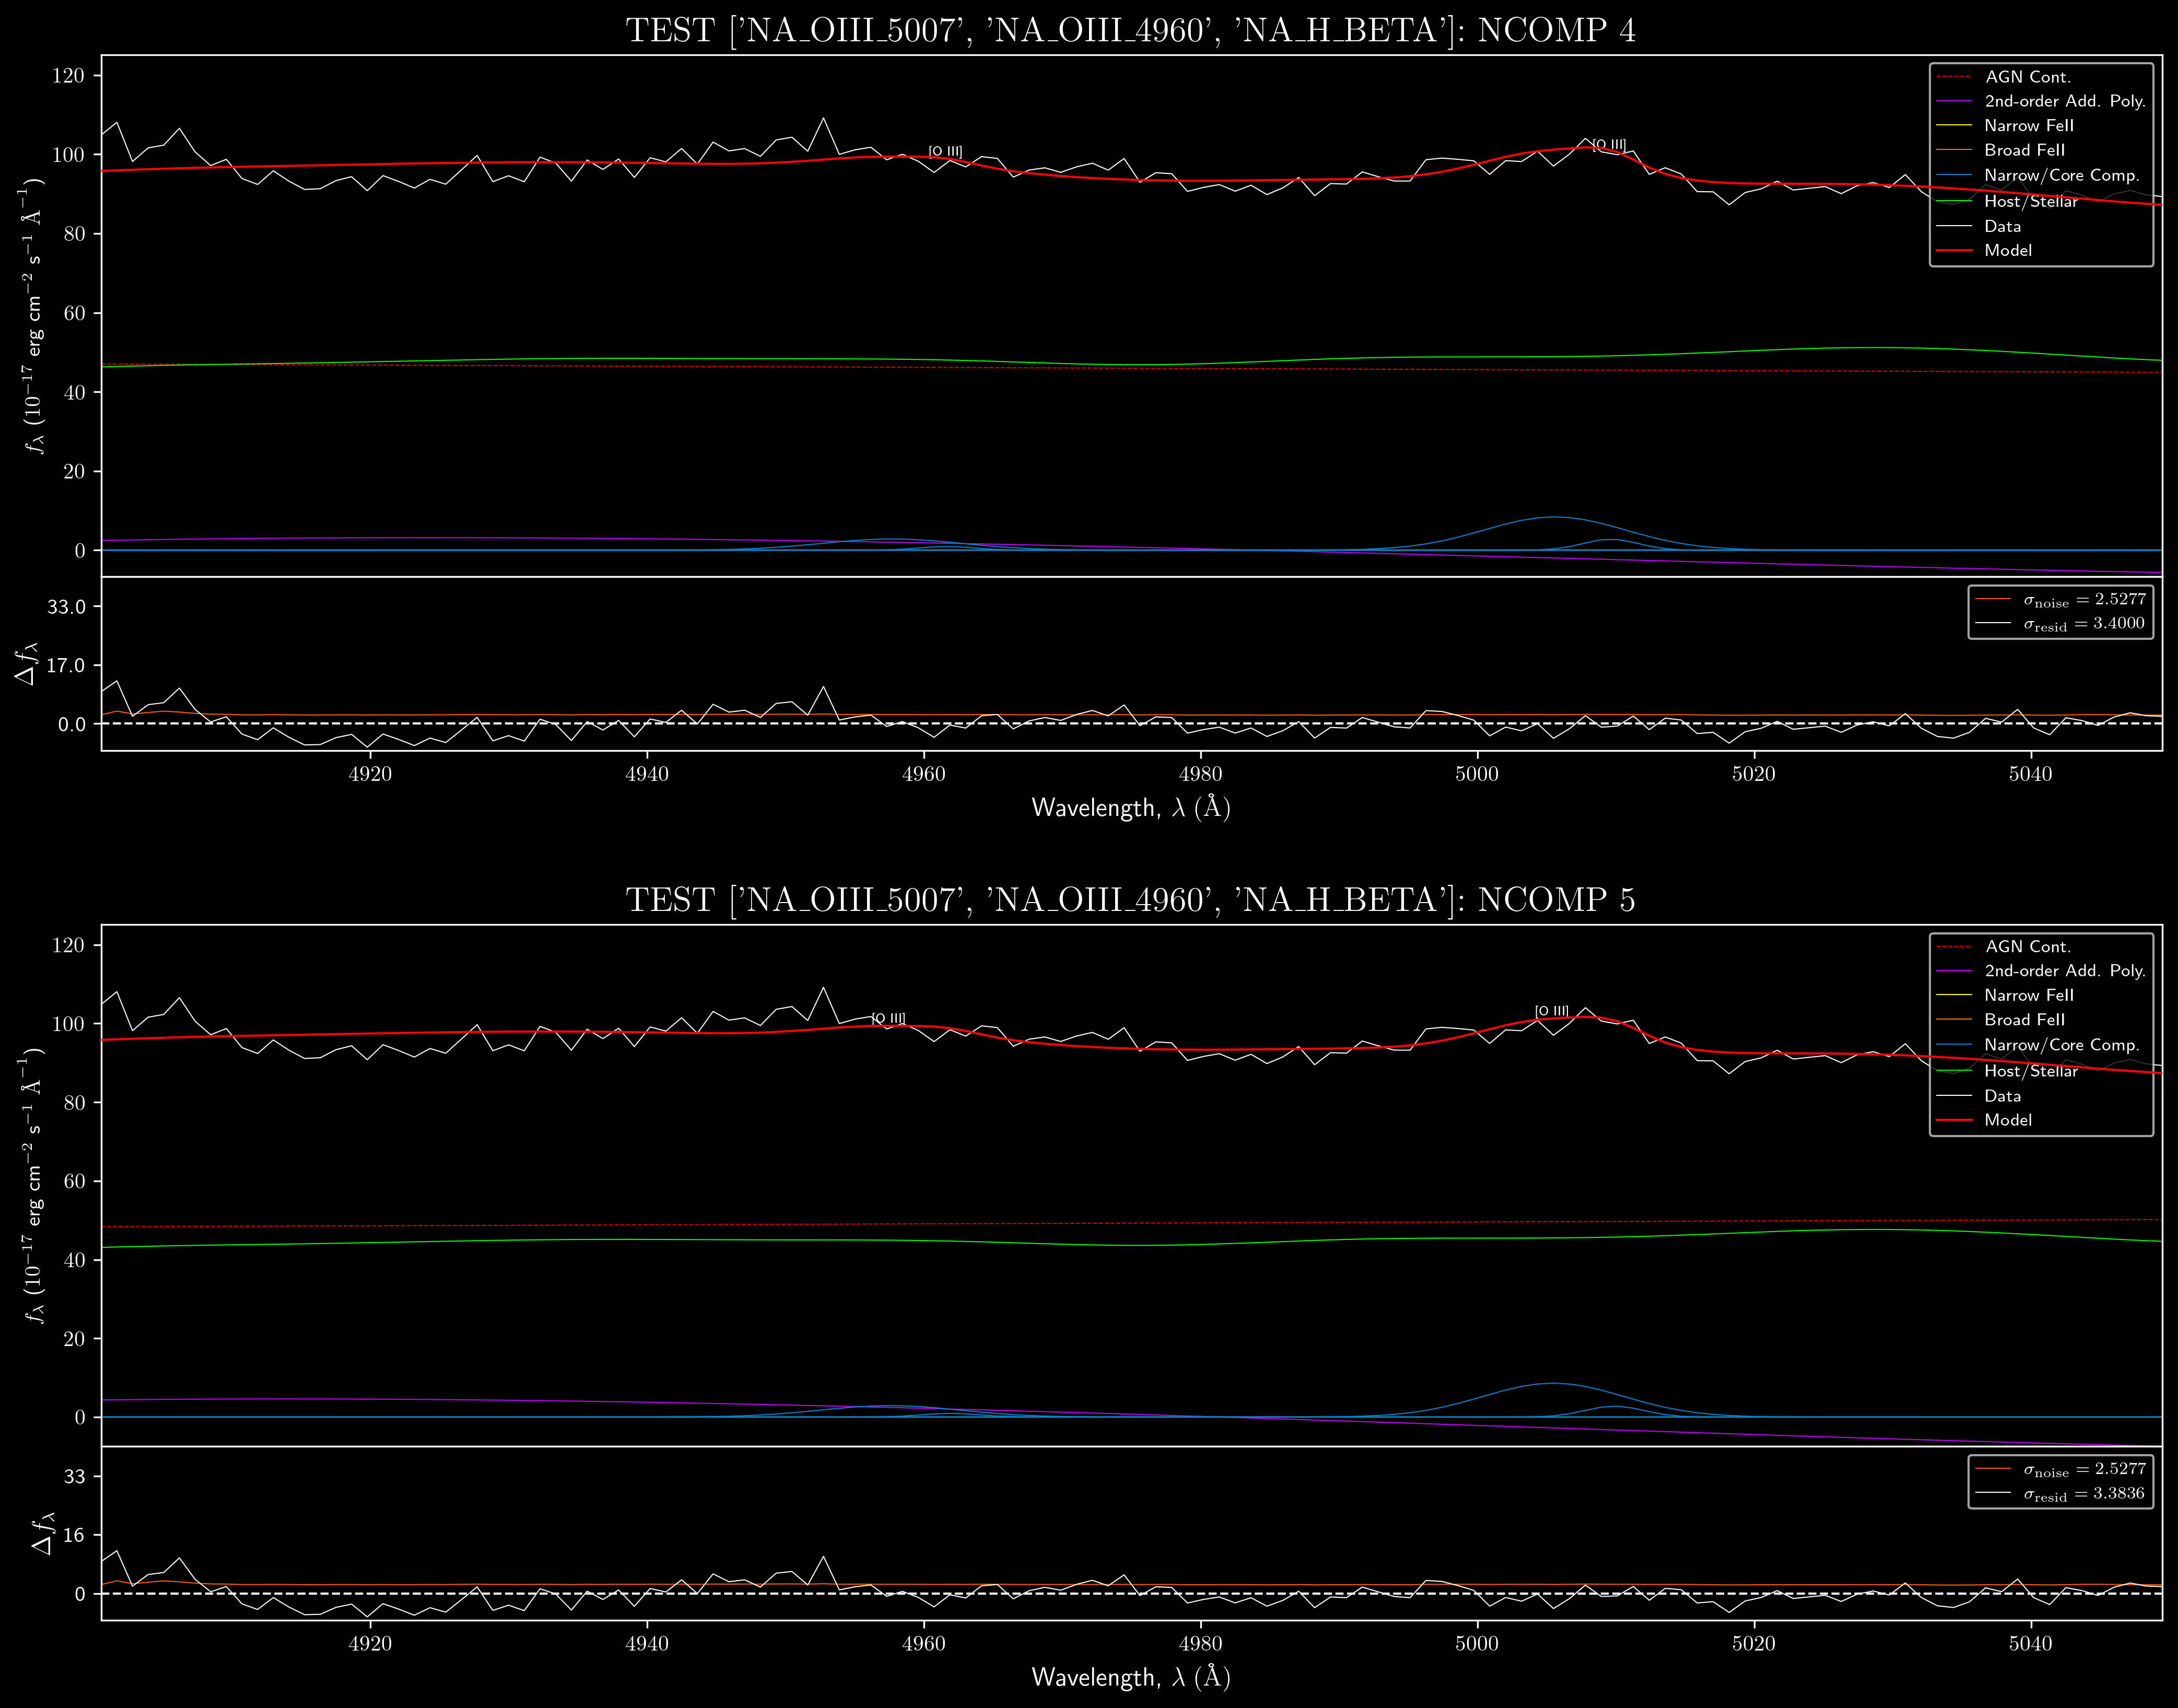 TEST ['NA_OIII_5007', 'NA_OIII_4960', 'NA_H_BETA']: NCOMP 4
120
100
80
60
40
20
0
fλ (10−17 erg cm−2 s−1 Å−1)
[O III]
[O III]
AGN Cont.
2nd-order Add. Poly.
Narrow FeII
Broad FeII
Narrow/Core Comp.
Host/Stellar
Data
Model
33.0
17.0
0.0
Δfλ
σnoise = 2.5277
σresid = 3.4000
4920 4940 4960 4980 5000 5020 5040
Wavelength, λ (Å)
TEST ['NA_OIII_5007', 'NA_OIII_4960', 'NA_H_BETA']: NCOMP 5
120
100
80
60
40
20
0
fλ (10−17 erg cm−2 s−1 Å−1)
[O III]
[O III]
AGN Cont.
2nd-order Add. Poly.
Narrow FeII
Broad FeII
Narrow/Core Comp.
Host/Stellar
Data
Model
33
16
0
Δfλ
σnoise = 2.5277
σresid = 3.3836
4920 4940 4960 4980 5000 5020 5040
Wavelength, λ (Å)